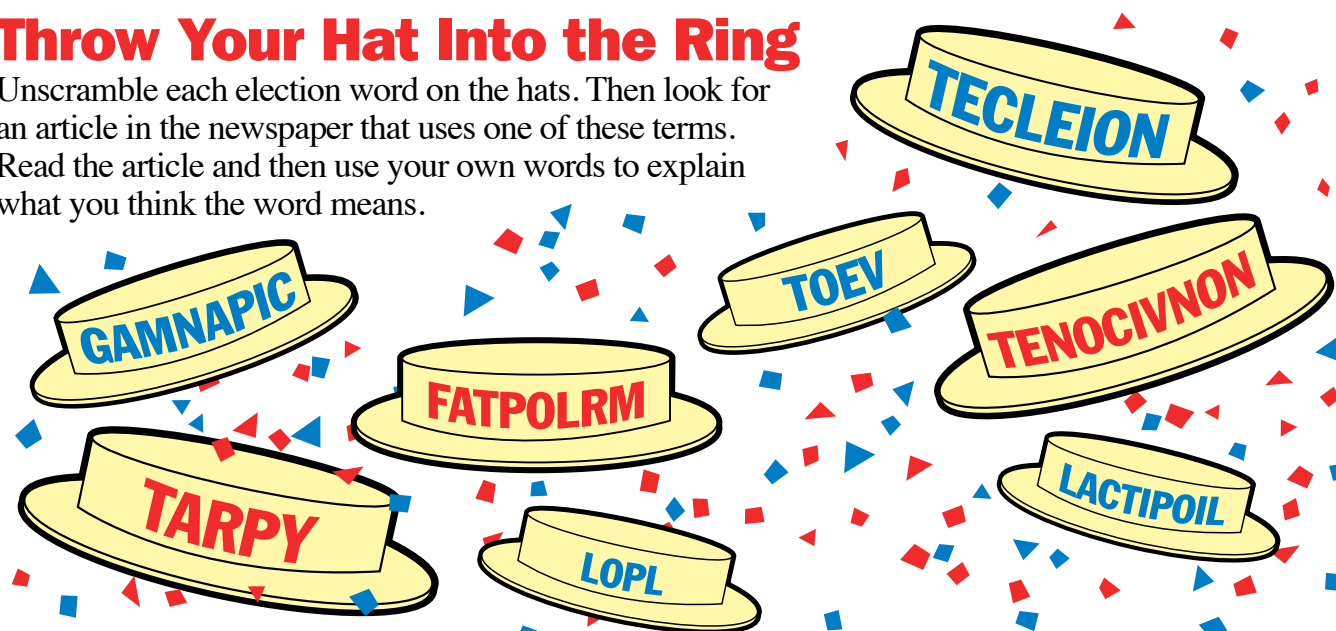 Throw Your Hat Into the Ring
Unscramble each election word on the hats. Then look for
an article in the newspaper that uses one of these terms.
Read the article and then use your own words to explain
what you think the word means.
TECLEION
GAMNAPIC
TOEV
TENOCIVNON
FATPOLRM
TARPY
LOPL
LACTIPOIL